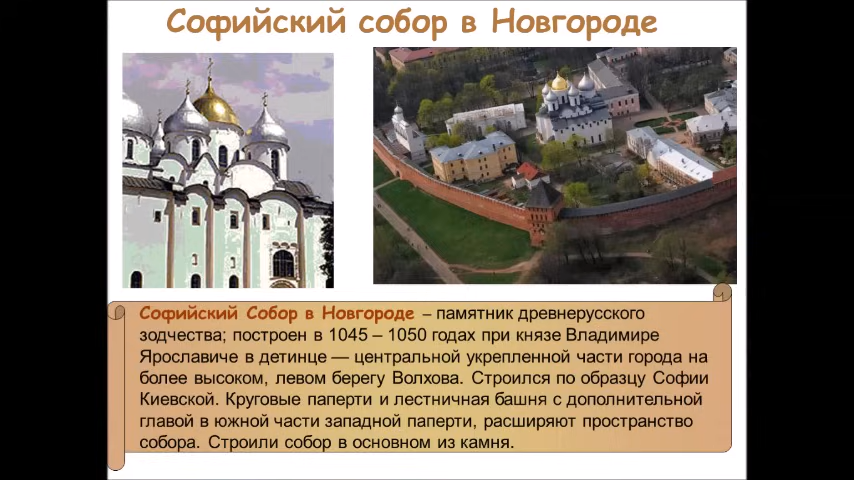 Софийский собор в Новгороде
Софийский Собор в Новгороде – памятник древнерусского
зодчества; построен в 1045 – 1050 годах при князе Владимире
Ярославиче в детинце — центральной укрепленной части города на
более высоком, левом берегу Волхова. Строился по образцу Софии
Киевской. Круговые паперти и лестничная башня с дополнительной
главой в южной части западной паперти, расширяют пространство
собора. Строили собор в основном из камня.